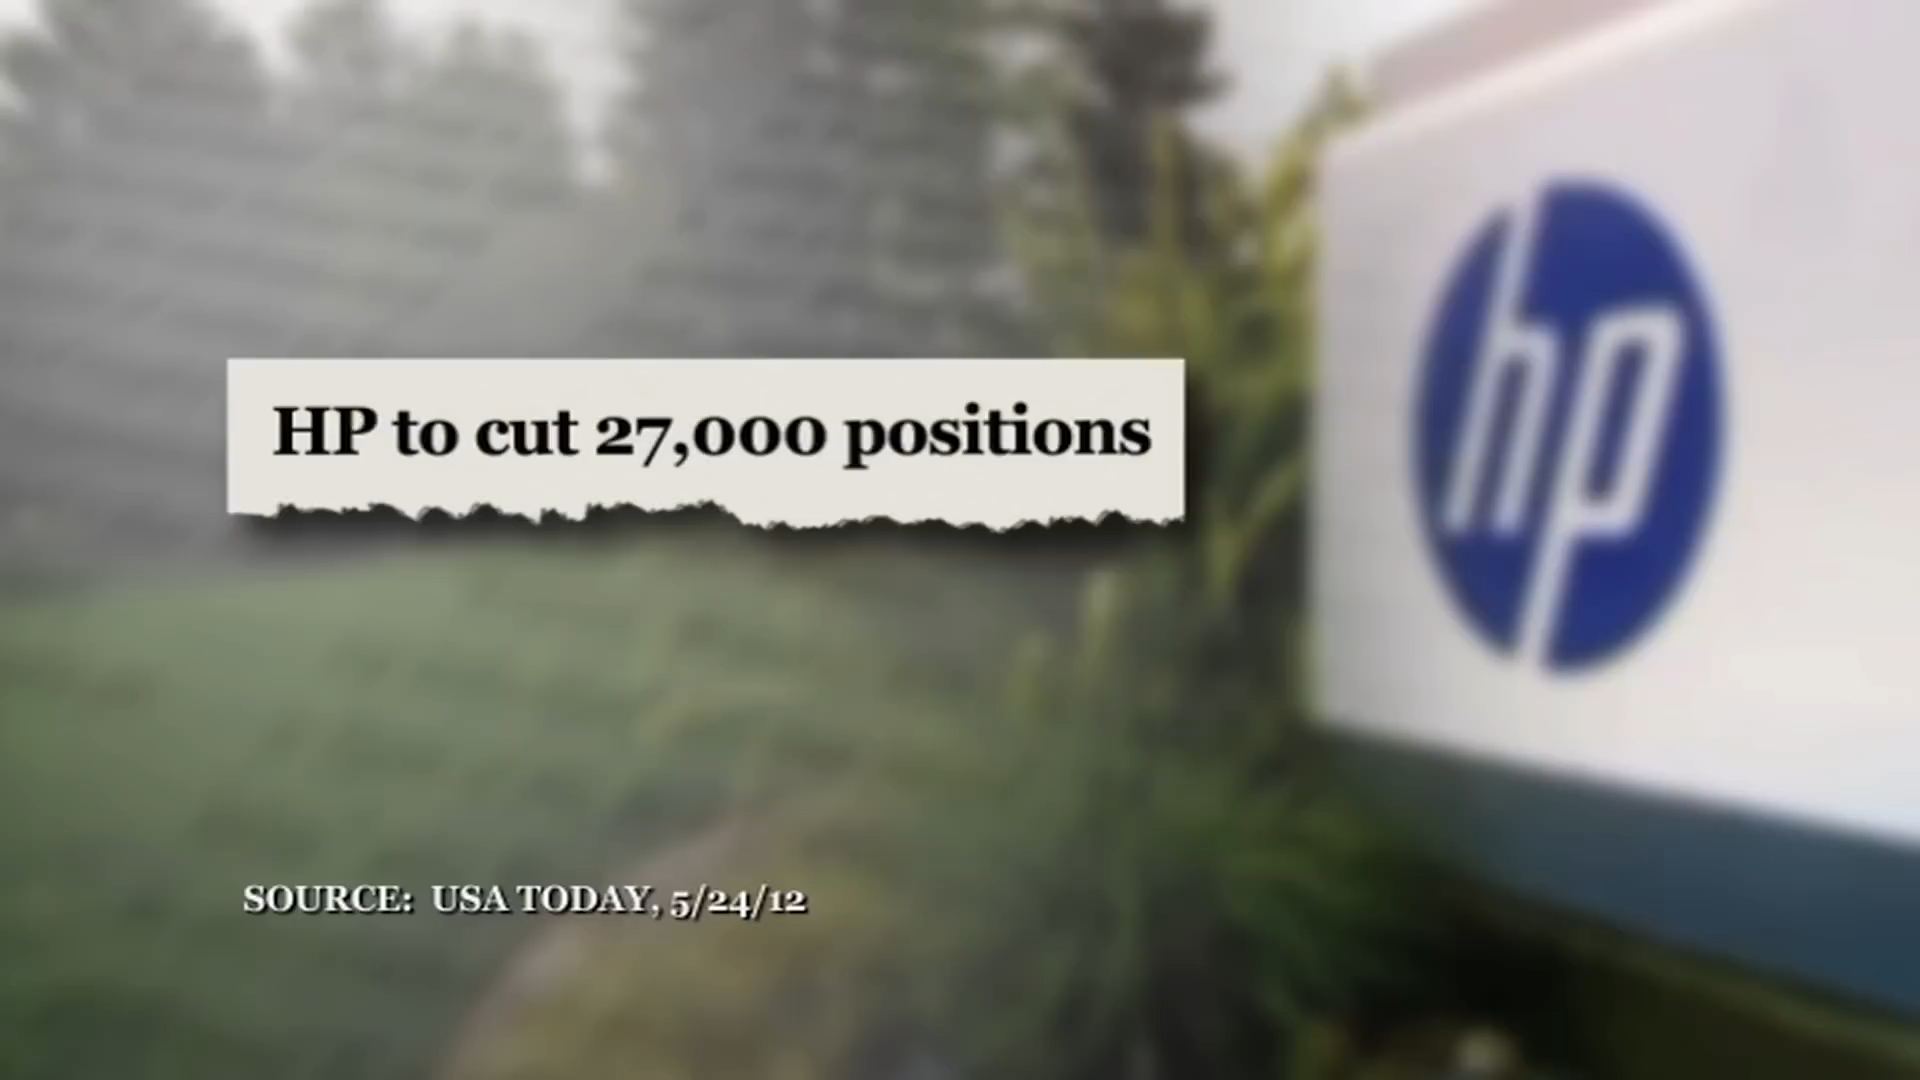 HP to cut 27,000 positions
hp
SOURCE: USA TODAY, 5/24/12